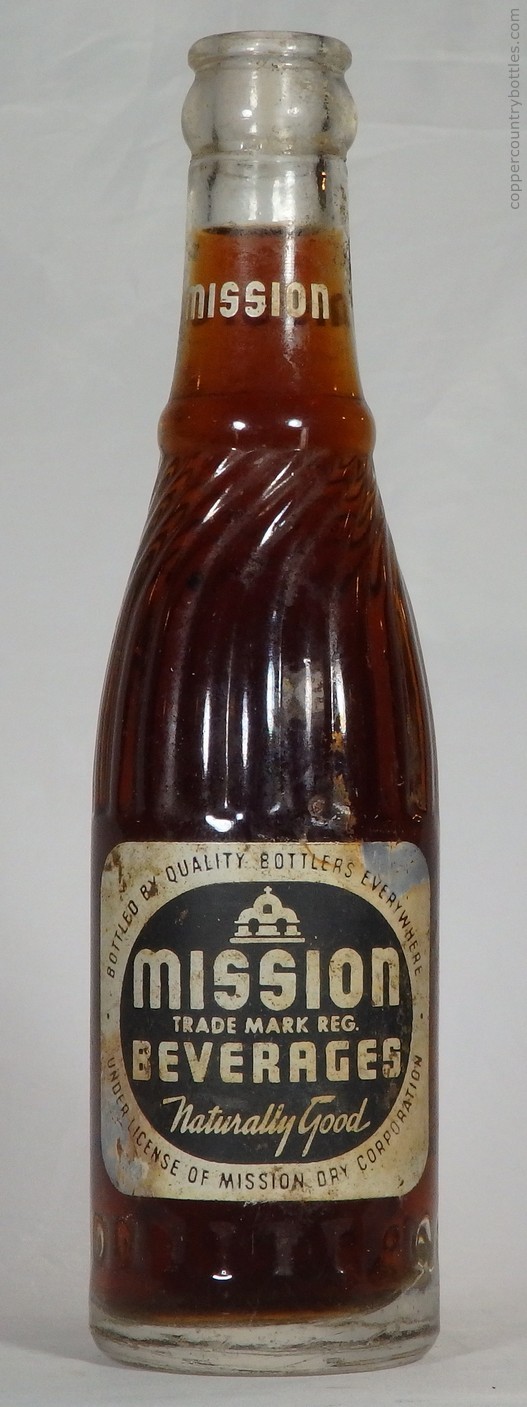 coppercountrybottles.com
MISSION
BOTTLED BY QUALITY BOTTLERS EVERYWHERE
MISSION
TRADE MARK REG.
BEVERAGES
Naturally Good
UNDER LICENSE OF MISSION DRY CORPORATION